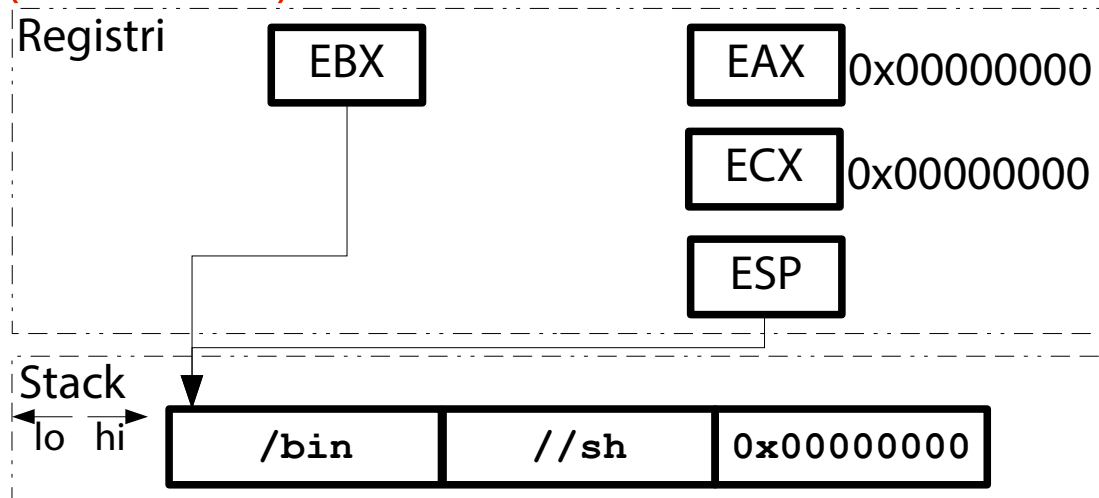 Registri
EBX
EAX 0x00000000
ECX 0x00000000
ESP
Stack
lo hi
/bin //sh 0x00000000